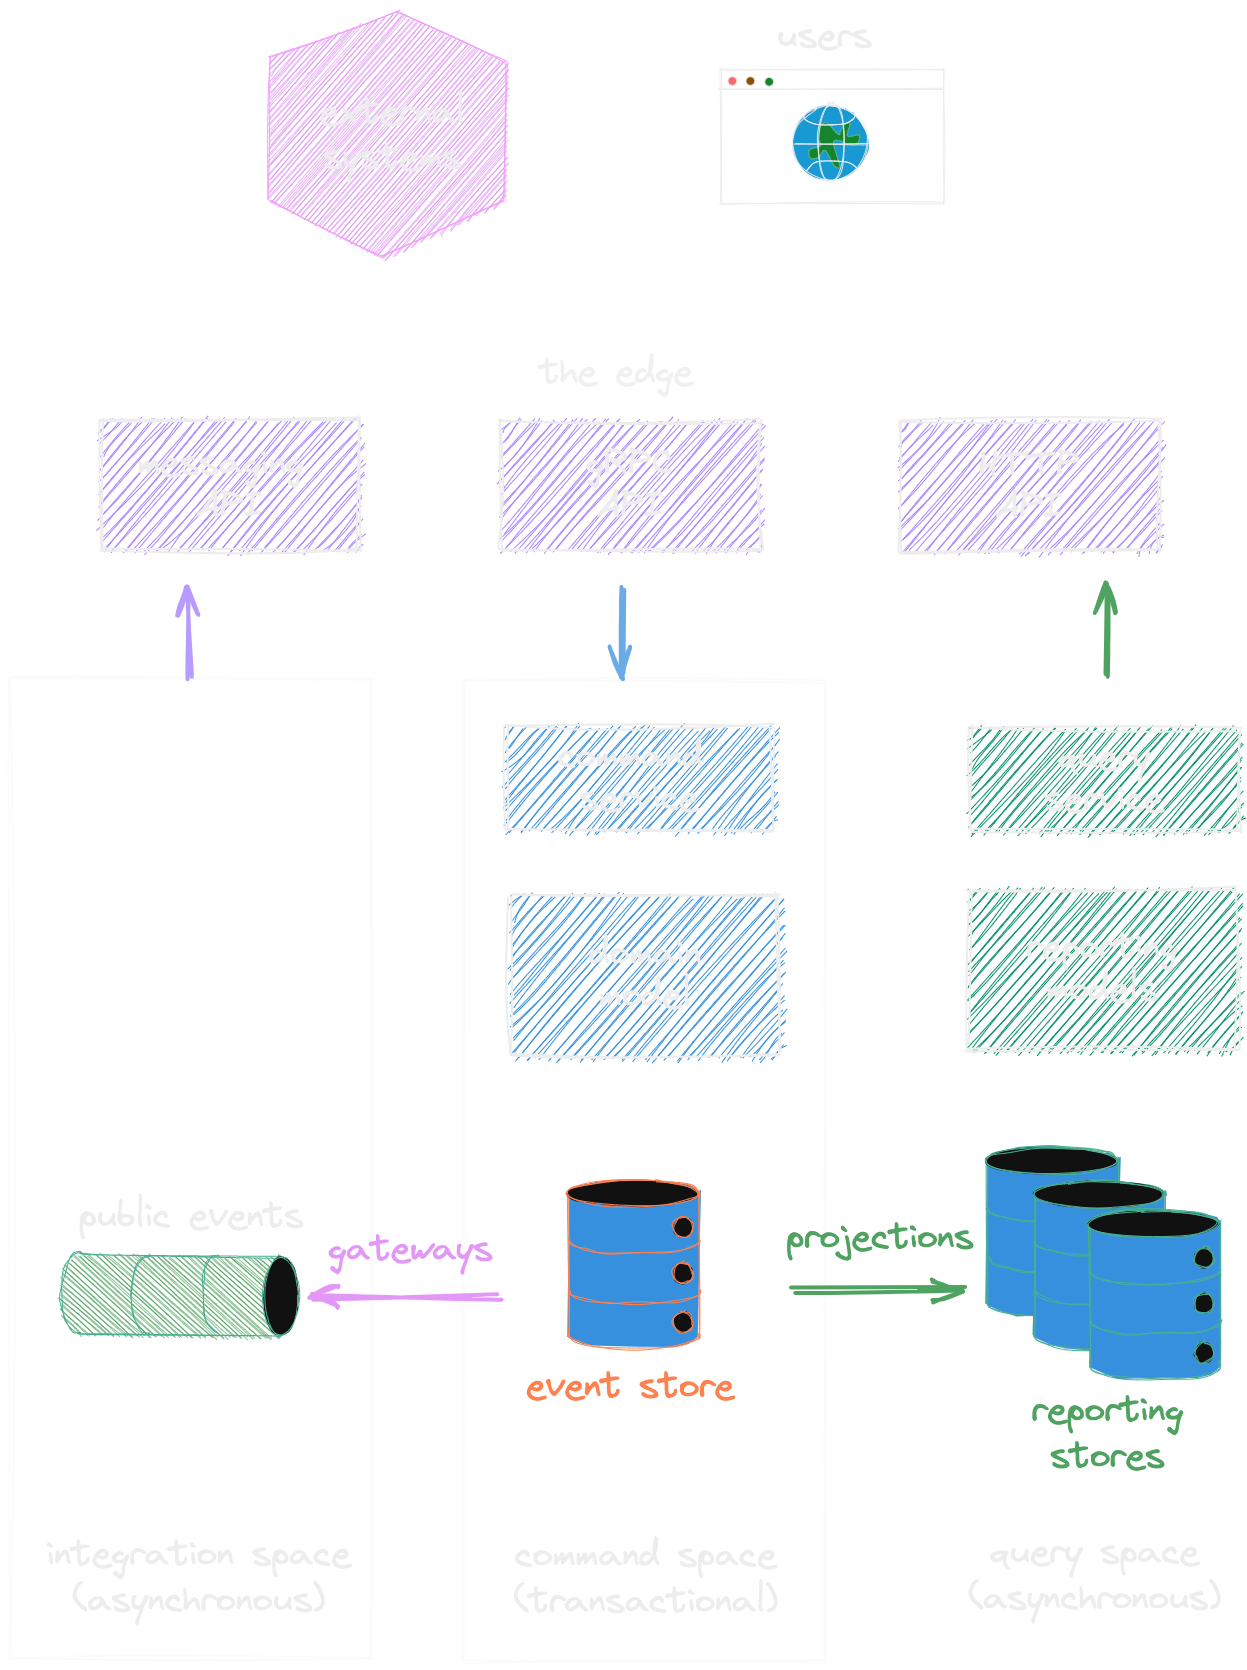 external
systems
users
the edge
messaging
API
gRPC
API
HTTP
API
command
service
query
service
domain
model
reporting
models
public events
gateways
projections
event store
reporting
stores
integration space
(asynchronous)
command space
(transactional)
query space
(asynchronous)